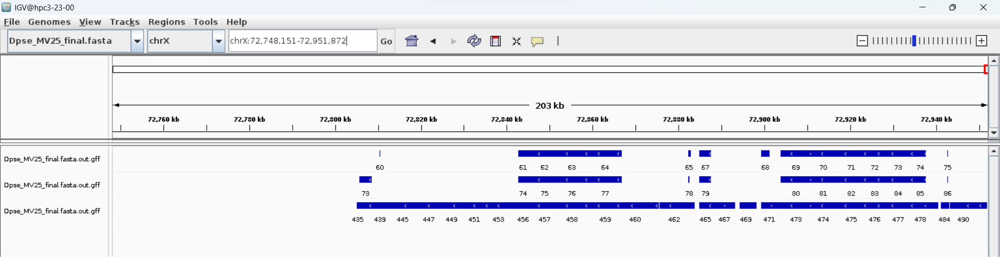 IGV@hpc3-23-00
File Genomes View Tracks Regions Tools Help
Dpse_MV25_final.fasta chrX chrX:72,748,151-72,951,872 Go
203 kb
72,760 kb 72,780 kb 72,800 kb 72,820 kb 72,840 kb 72,860 kb 72,880 kb 72,900 kb 72,920 kb 72,940 kb
Dpse_MV25_final.fasta.out.gff
60 61 62 63 64 65 67 68 69 70 71 72 73 74 75
Dpse_MV25_final.fasta.out.gff
73 74 75 76 77 78 79 80 81 82 83 84 85 86
Dpse_MV25_final.fasta.out.gff
435 439 445 447 449 451 453 456 457 458 459 460 462 465 467 469 471 473 474 475 476 477 478 484 490